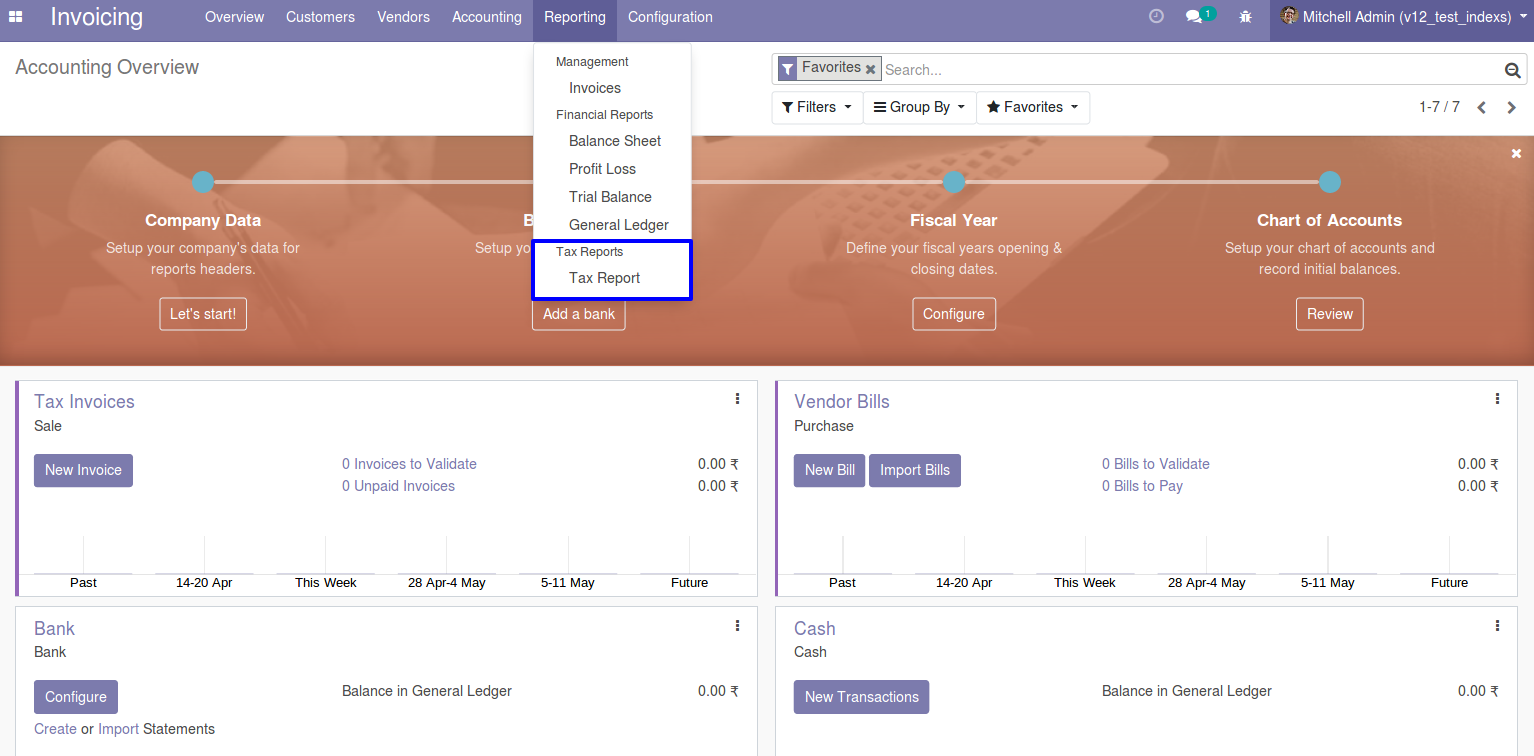 Invoicing
Overview Customers Vendors Accounting Reporting Configuration
1 Mitchell Admin (v12_test_indexs)
Accounting Overview
Favorites Search...
Filters Group By Favorites
1-7 / 7
Management
Invoices
Financial Reports
Balance Sheet
Profit Loss
Trial Balance
General Ledger
Tax Reports
Tax Report
Company Data
Setup your company's data for
reports headers.
Let's start!
B
Setup yo
Add a bank
Fiscal Year
Define your fiscal years opening &
closing dates.
Configure
Chart of Accounts
Setup your chart of accounts and
record initial balances.
Review
Tax Invoices
Sale
New Invoice
0 Invoices to Validate 0.00 ₹
0 Unpaid Invoices 0.00 ₹
Past 14-20 Apr This Week 28 Apr-4 May 5-11 May Future
Vendor Bills
Purchase
New Bill Import Bills
0 Bills to Validate 0.00 ₹
0 Bills to Pay 0.00 ₹
Past 14-20 Apr This Week 28 Apr-4 May 5-11 May Future
Bank
Bank
Configure
Balance in General Ledger 0.00 ₹
Create or Import Statements
Cash
Cash
New Transactions
Balance in General Ledger 0.00 ₹